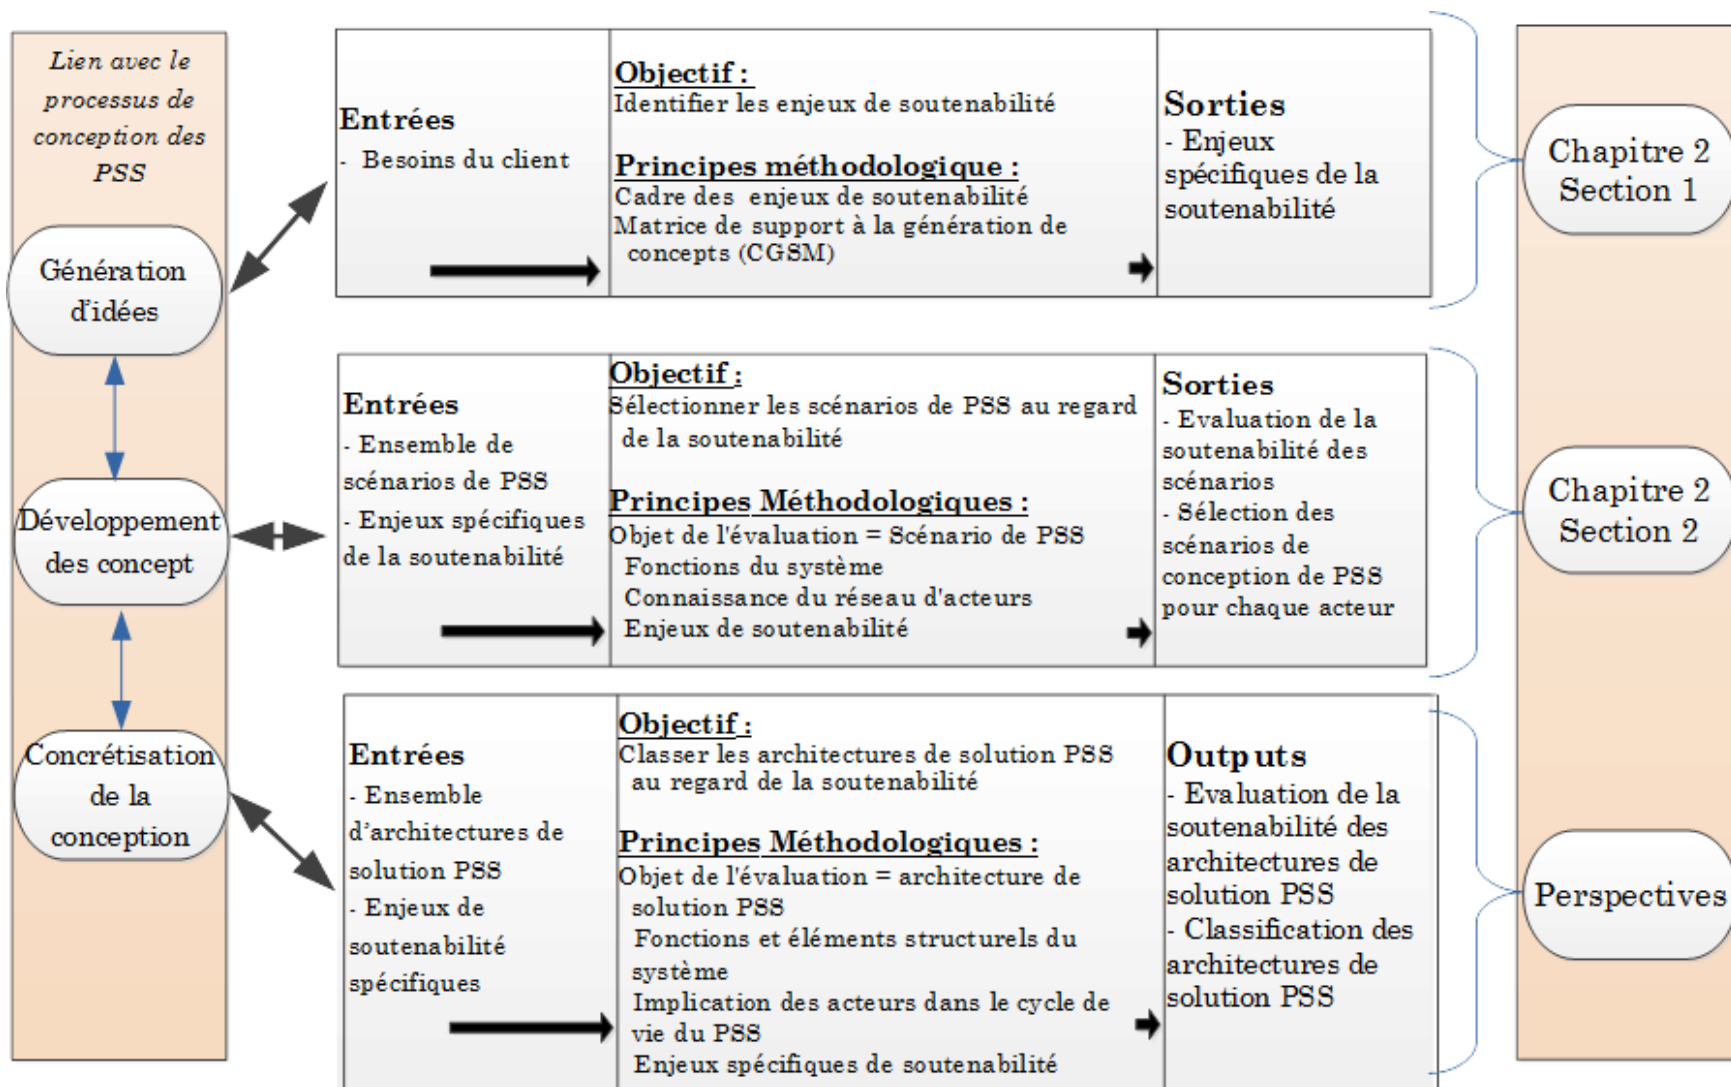 Lien avec le
processus de
conception des
PSS
Génération
d'idées
Développement
des concept
Concrétisation
de la
conception
Entrées
- Besoins du client
Objectif :
Identifier les enjeux de soutenabilité
Principes méthodologique :
Cadre des enjeux de soutenabilité
Matrice de support à la génération de
concepts (CGSM)
Sorties
- Enjeux
spécifiques de la
soutenabilité
Chapitre 2
Section 1
Entrées
- Ensemble de
scénarios de PSS
- Enjeux spécifiques
de la soutenabilité
Objectif :
Sélectionner les scénarios de PSS au regard
de la soutenabilité
Principes Méthodologiques :
Objet de l'évaluation = Scénario de PSS
Fonctions du système
Connaissance du réseau d'acteurs
Enjeux de soutenabilité
Sorties
- Evaluation de la
soutenabilité des
scénarios
- Sélection des
scénarios de
conception de PSS
pour chaque acteur
Chapitre 2
Section 2
Entrées
- Ensemble
d'architectures de
solution PSS
- Enjeux de
soutenabilité
spécifiques
Objectif :
Classer les architectures de solution PSS
au regard de la soutenabilité
Principes Méthodologiques :
Objet de l'évaluation = architecture de
solution PSS
Fonctions et éléments structurels du
système
Implication des acteurs dans le cycle de
vie du PSS
Enjeux spécifiques de soutenabilité
Outputs
- Evaluation de la
soutenabilité des
architectures de
solution PSS
- Classification des
architectures de
solution PSS
Perspectives